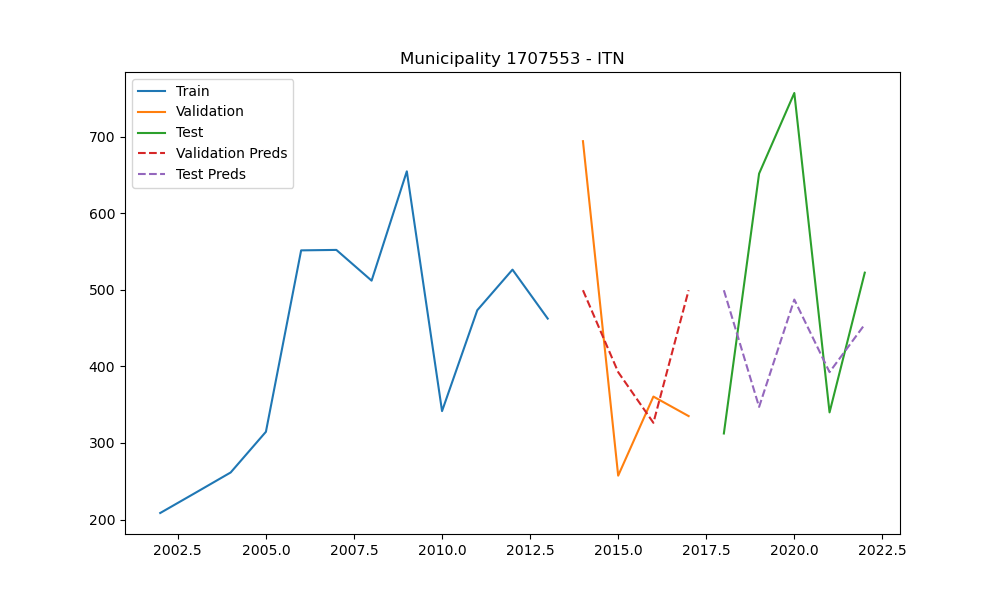 Municipality 1707553 - ITN
Train
Validation
Test
Validation Preds
Test Preds
700
600
500
400
300
200
2002.5 2005.0 2007.5 2010.0 2012.5 2015.0 2017.5 2020.0 2022.5